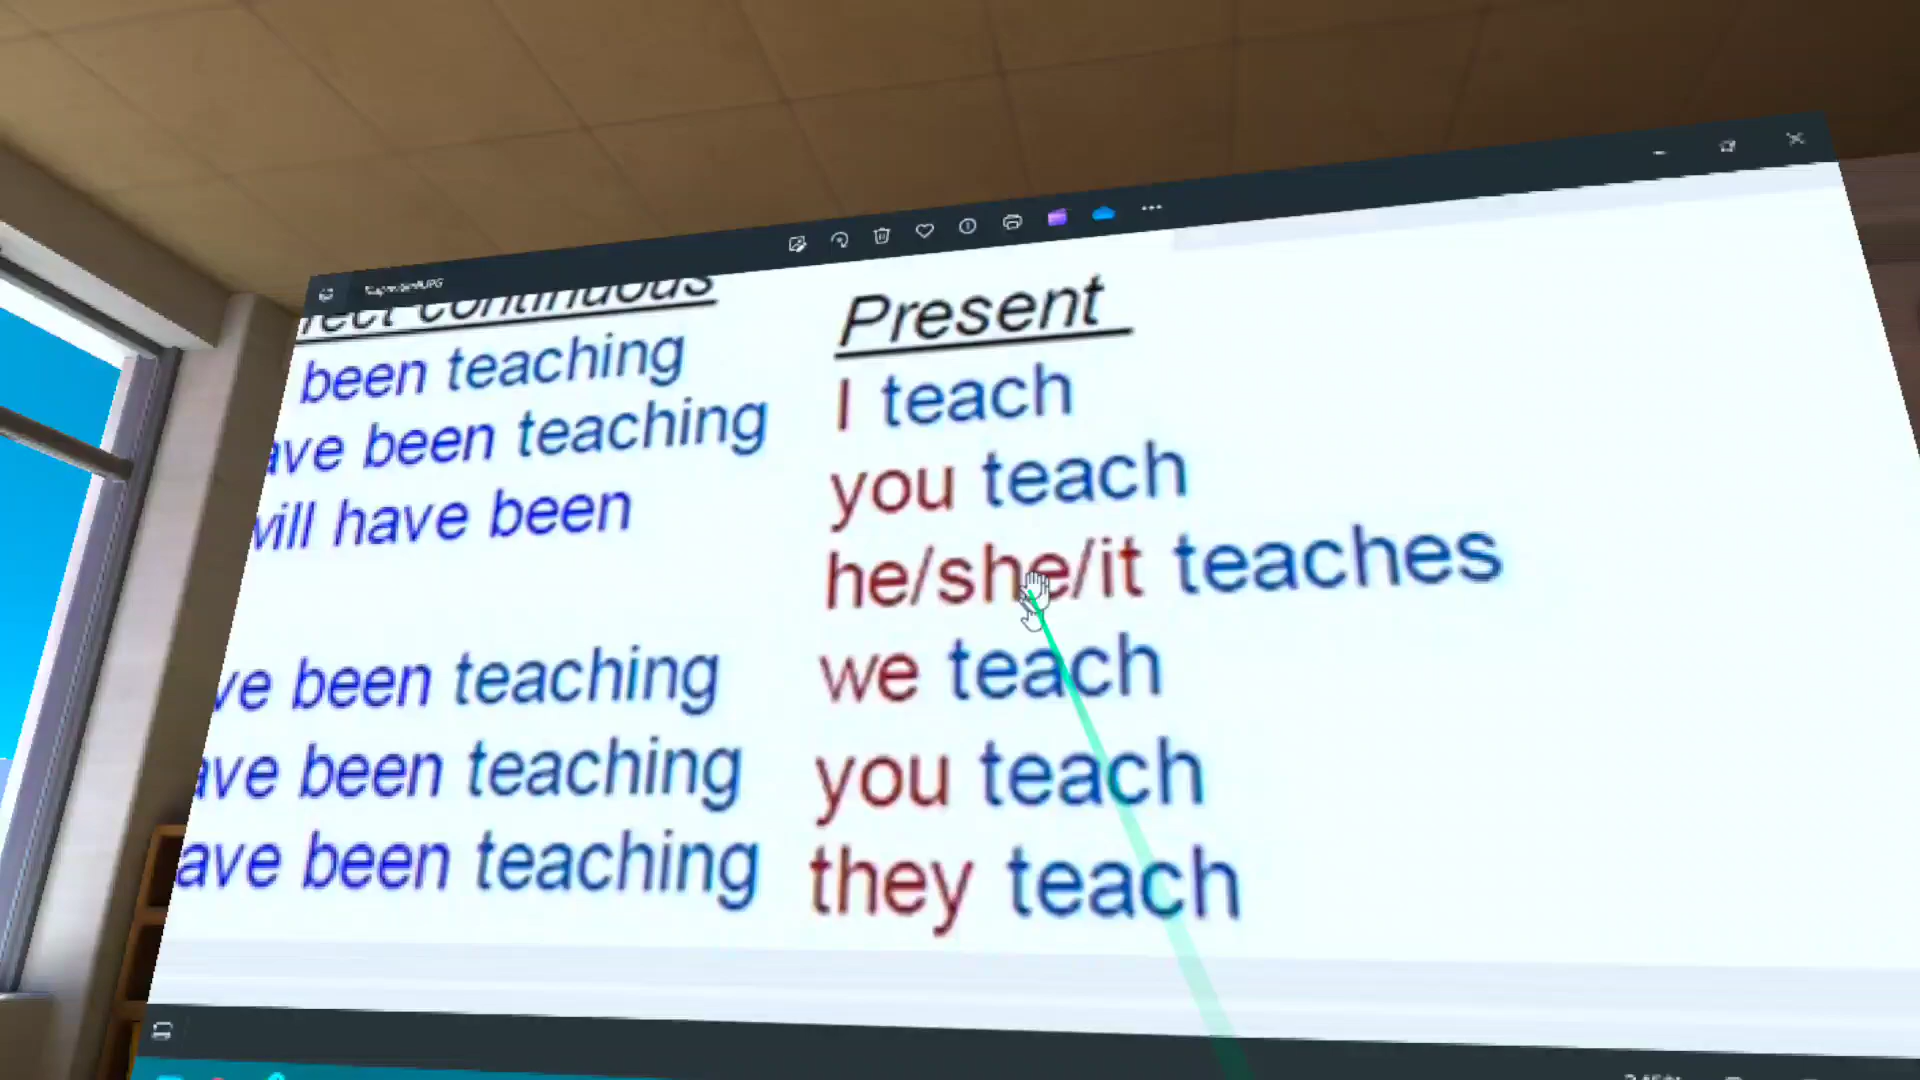 been teaching
ave been teaching
will have been
ve been teaching
ave been teaching
ave been teaching
Present
I teach
you teach
he/she/it teaches
we teach
you teach
they teach